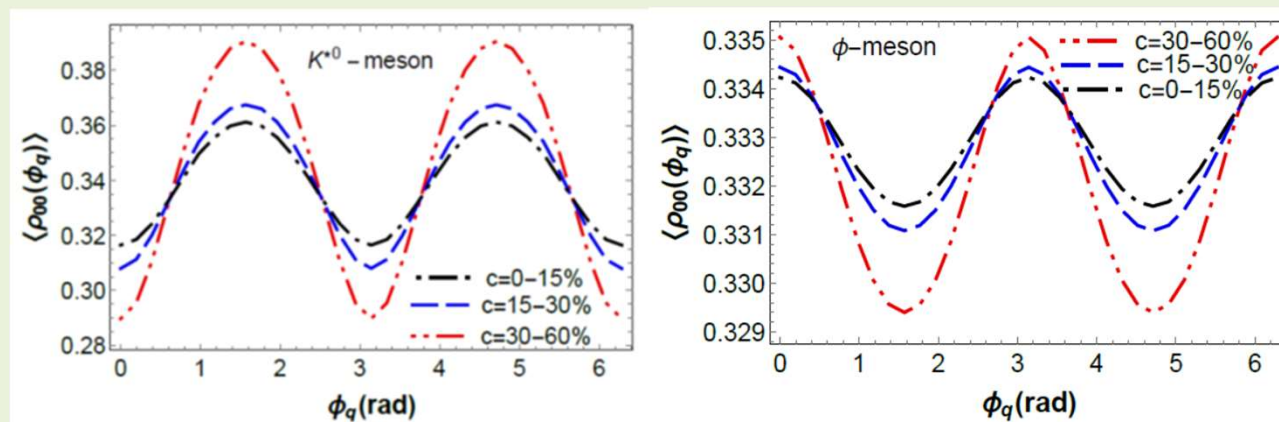 K*0 – meson
0.38
0.36
0.34
0.32
0.30
0.28
⟨ρ00(ϕq)⟩
c=0–15%
c=15–30%
c=30–60%
0 1 2 3 4 5 6
ϕq(rad)
ϕ-meson
c=30–60%
c=15–30%
c=0–15%
0.335
0.334
0.333
0.332
0.331
0.330
0.329
⟨ρ00(ϕq)⟩
0 1 2 3 4 5 6
ϕq(rad)